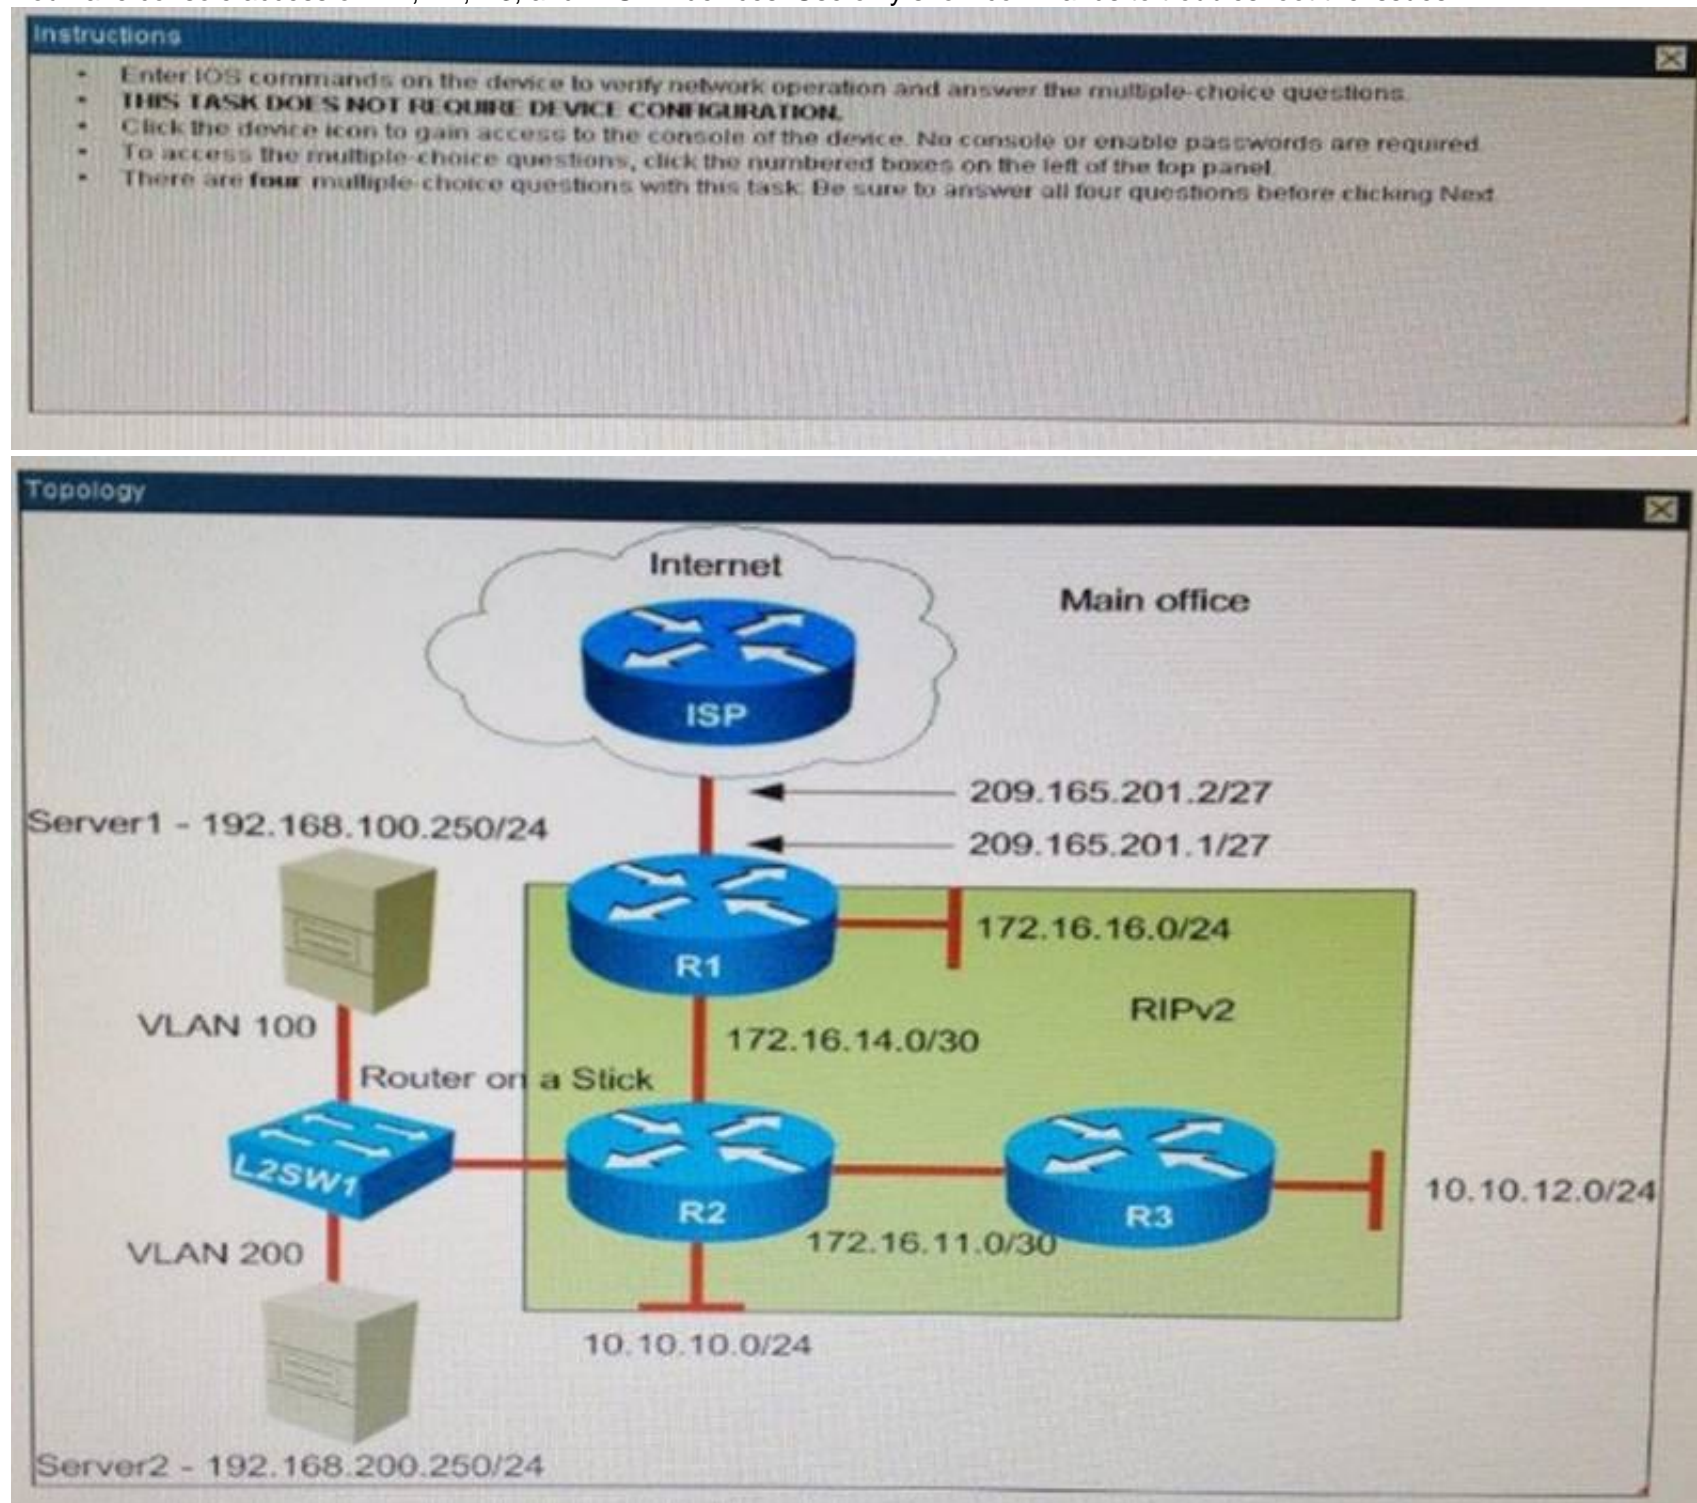 Instructions
• Enter IOS commands on the device to verify network operation and answer the multiple-choice questions.
• THIS TASK DOES NOT REQUIRE DEVICE CONFIGURATION.
• Click the device icon to gain access to the console of the device. No console or enable passwords are required.
• To access the multiple-choice questions, click the numbered boxes on the left of the top panel.
• There are four multiple-choice questions with this task. Be sure to answer all four questions before clicking Next.
Topology
Internet
Main office
ISP
209.165.201.2/27
Server1 - 192.168.100.250/24
209.165.201.1/27
172.16.16.0/24
R1
RIPv2
VLAN 100
172.16.14.0/30
Router on a Stick
L2SW1
R2
R3
10.10.12.0/24
172.16.11.0/30
VLAN 200
10.10.10.0/24
Server2 - 192.168.200.250/24